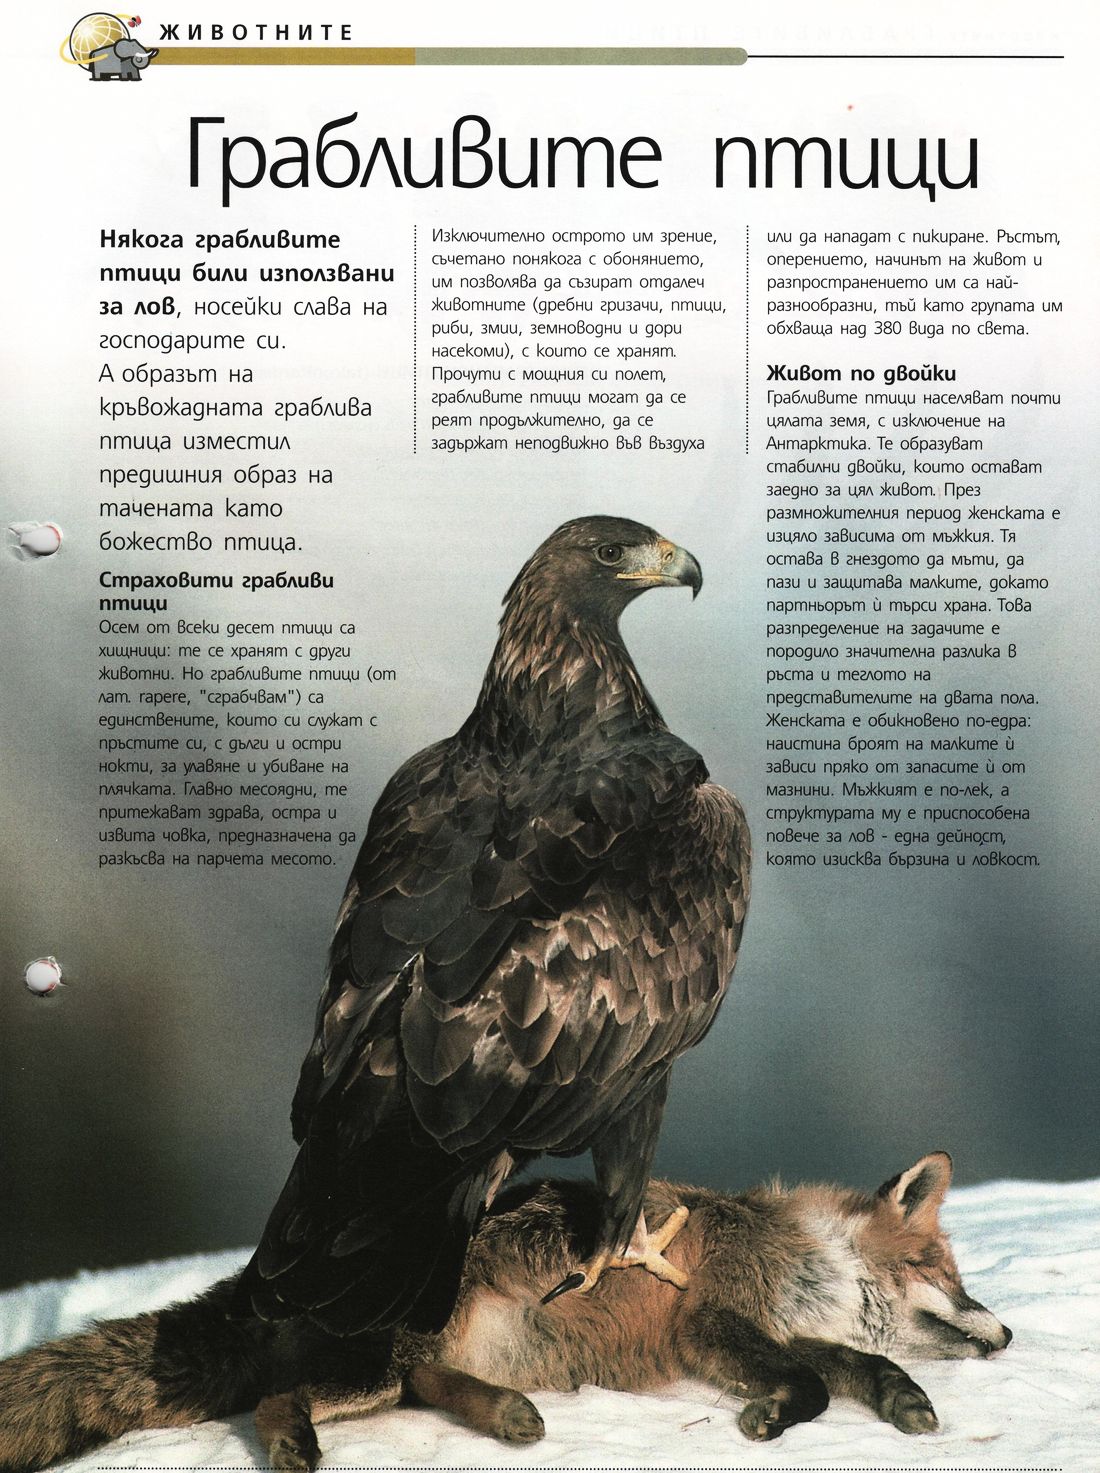 ЖИВОТНИТЕ
Грабливите птици
Някога грабливите
птици били използвани
за лов, носейки слава на
господарите си.
А образът на
кръвожадната граблива
птица изместил
предишния образ на
тачената като
божество птица.
Страховити грабливи
птици
Осем от всеки десет птици са
хищници: те се хранят с други
животни. Но грабливите птици (от
лат. rapere, "сграбчвам") са
единствените, които си служат с
пръстите си, с дълги и остри
нокти, за улавяне и убиване на
плячката. Главно месоядни, те
притежават здрава, остра и
извита човка, предназначена да
разкъсва на парчета месото.
Изключително острото им зрение,
съчетано понякога с обонянието,
им позволява да съзират отдалеч
животните (дребни гризачи, птици,
риби, змии, земноводни и дори
насекоми), с които се хранят.
Прочути с мощния си полет,
грабливите птици могат да се
реят продължително, да се
задържат неподвижно във въздуха
или да нападат с пикиране. Ръстът,
оперението, начинът на живот и
разпространението им са най-
разнообразни, тъй като групата им
обхваща над 380 вида по света.
Живот по двойки
Грабливите птици населяват почти
цялата земя, с изключение на
Антарктика. Те образуват
стабилни двойки, които остават
заедно за цял живот. През
размножителния период женската е
изцяло зависима от мъжкия. Тя
остава в гнездото да мъти, да
пази и защитава малките, докато
партньорът ѝ търси храна. Това
разпределение на задачите е
породило значителна разлика в
ръста и теглото на
представителите на двата пола.
Женската е обикновено по-едра:
наистина броят на малките ѝ
зависи пряко от запасите ѝ от
мазнини. Мъжкият е по-лек, а
структурата му е приспособена
повече за лов - една дейност,
която изисква бързина и ловкост.